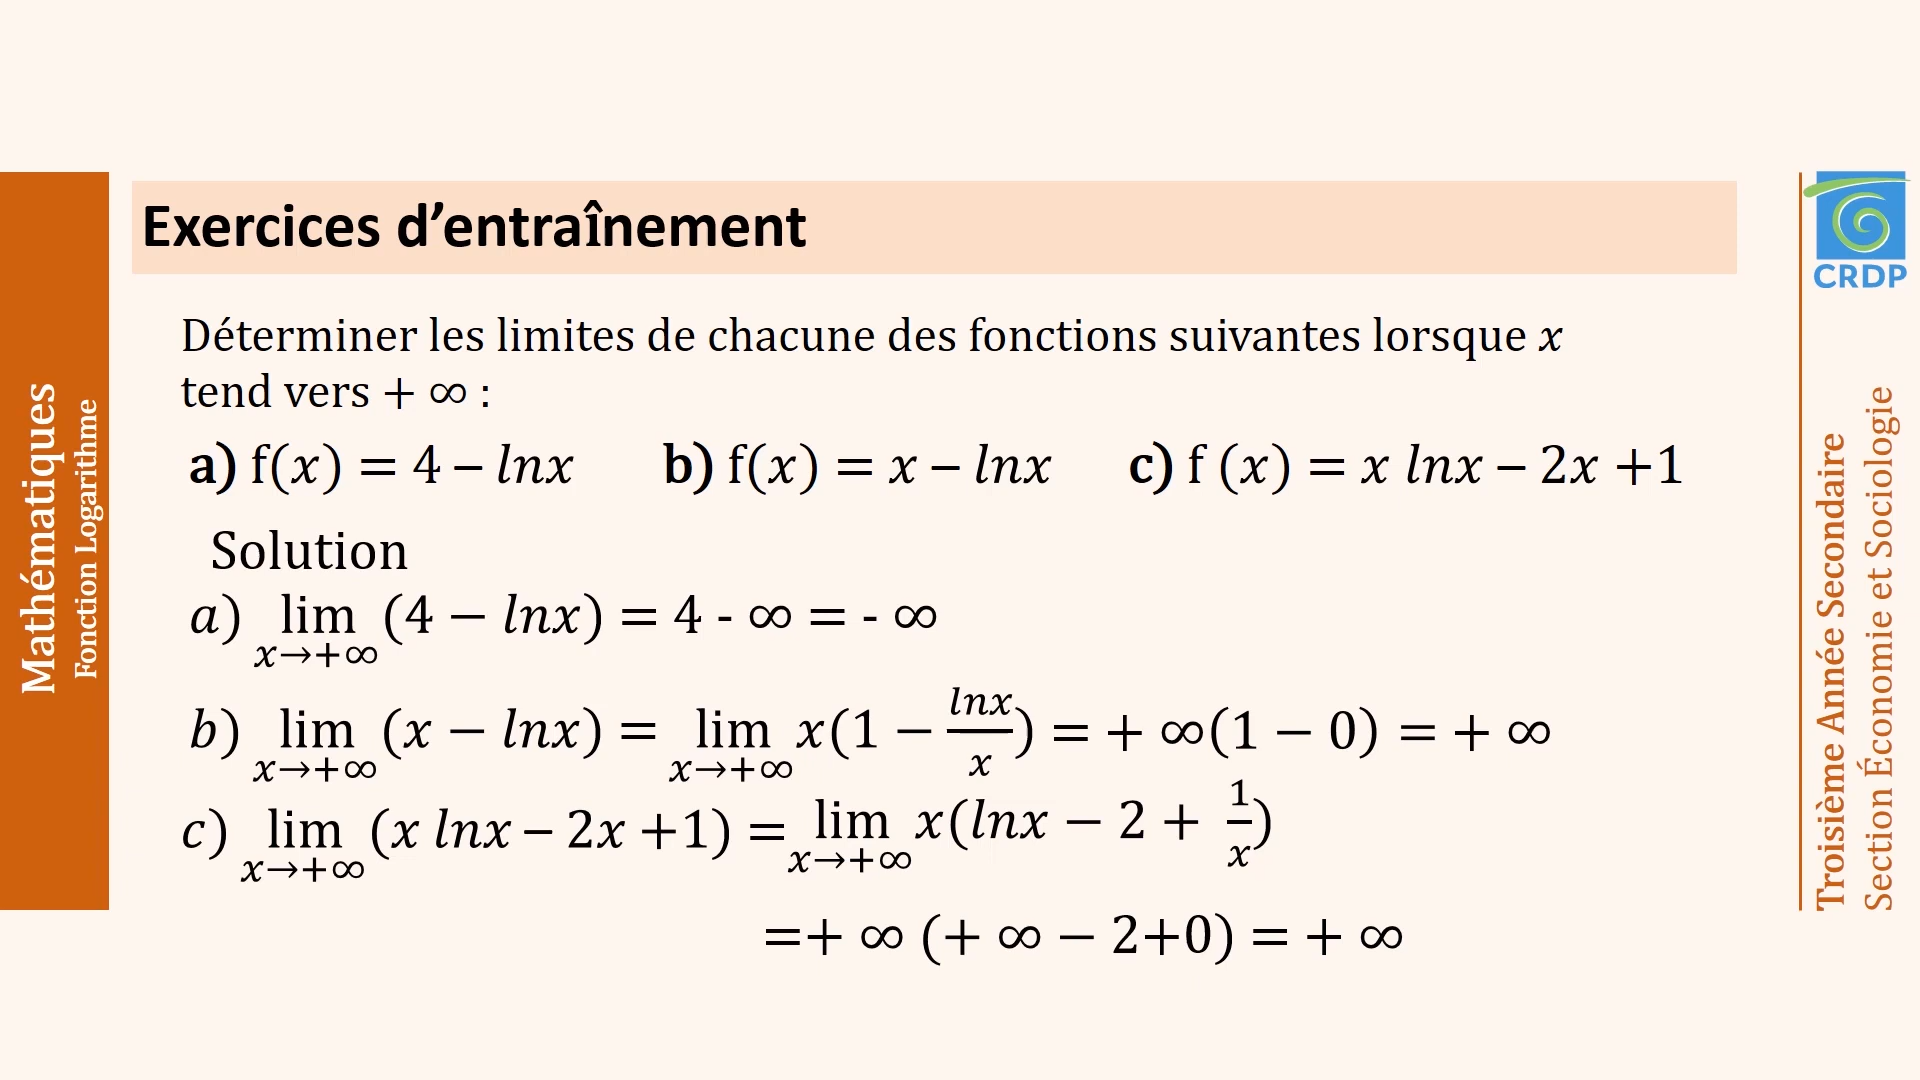 Mathématiques
Fonction Logarithme
Exercices d’entraînement
CRDP
Déterminer les limites de chacune des fonctions suivantes lorsque x
tend vers + ∞ :
a) f(x) = 4 – lnx b) f(x) = x – lnx c) f (x) = x lnx – 2x +1
Solution
a) lim x→+∞ (4 − lnx) = 4 - ∞ = - ∞
b) lim x→+∞ (x − lnx) = lim x→+∞ x(1 − lnx/x) = + ∞(1 − 0) = + ∞
c) lim x→+∞ (x lnx – 2x +1) = lim x→+∞ x(lnx − 2 + 1/x)
=+ ∞ (+ ∞ − 2+0) = + ∞
Troisième Année Secondaire
Section Économie et Sociologie